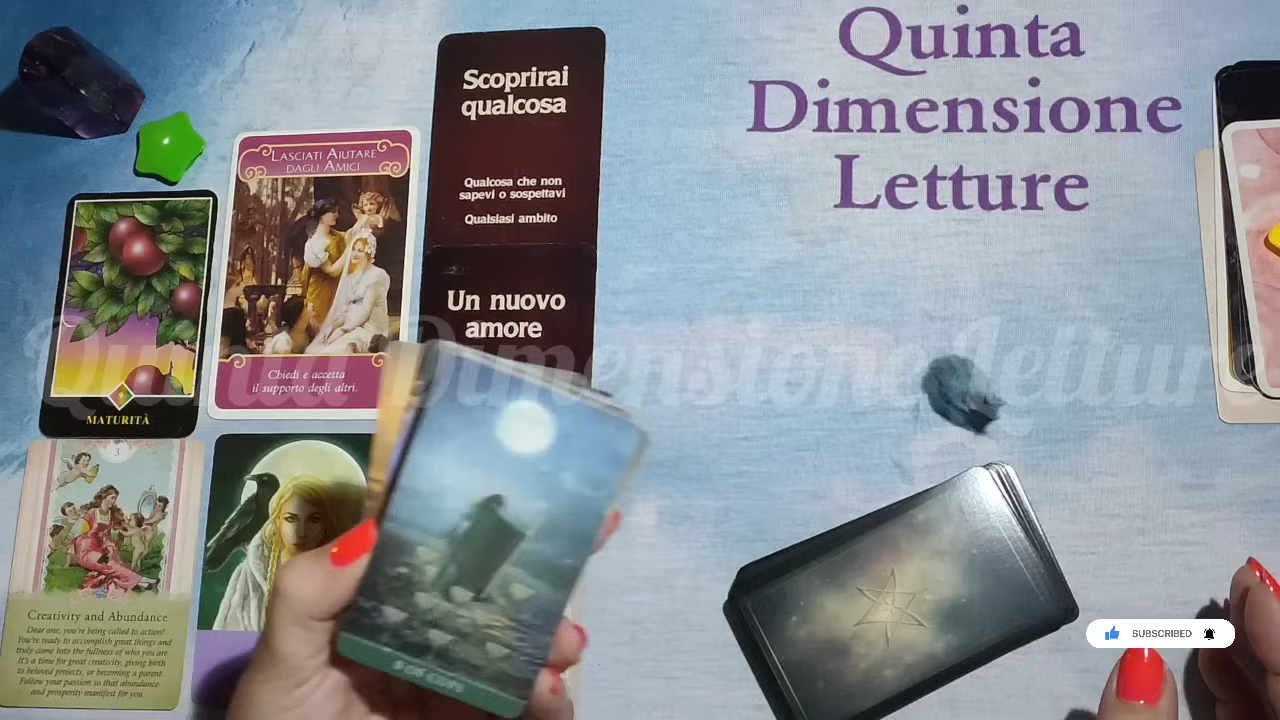 Quinta
Dimensione
Letture
Scoprirai
qualcosa
Qualcosa che non
sapevi o sospettavi
Qualsiasi ambito
Un nuovo
amore
LASCIATI AIUTARE
DAGLI AMICI
Chiedi e accetta
il supporto degli altri.
MATURITÀ
3
Creativity and Abundance
Dear one, you're being called to action!
You're ready to accomplish great things and
truly come into the fullness of who you are.
It's a time for great creativity, giving birth
to beloved projects, or becoming a parent.
Follow your passion so that abundance
and prosperity manifest for you.
Quinta Dimensione Letture
SUBSCRIBED